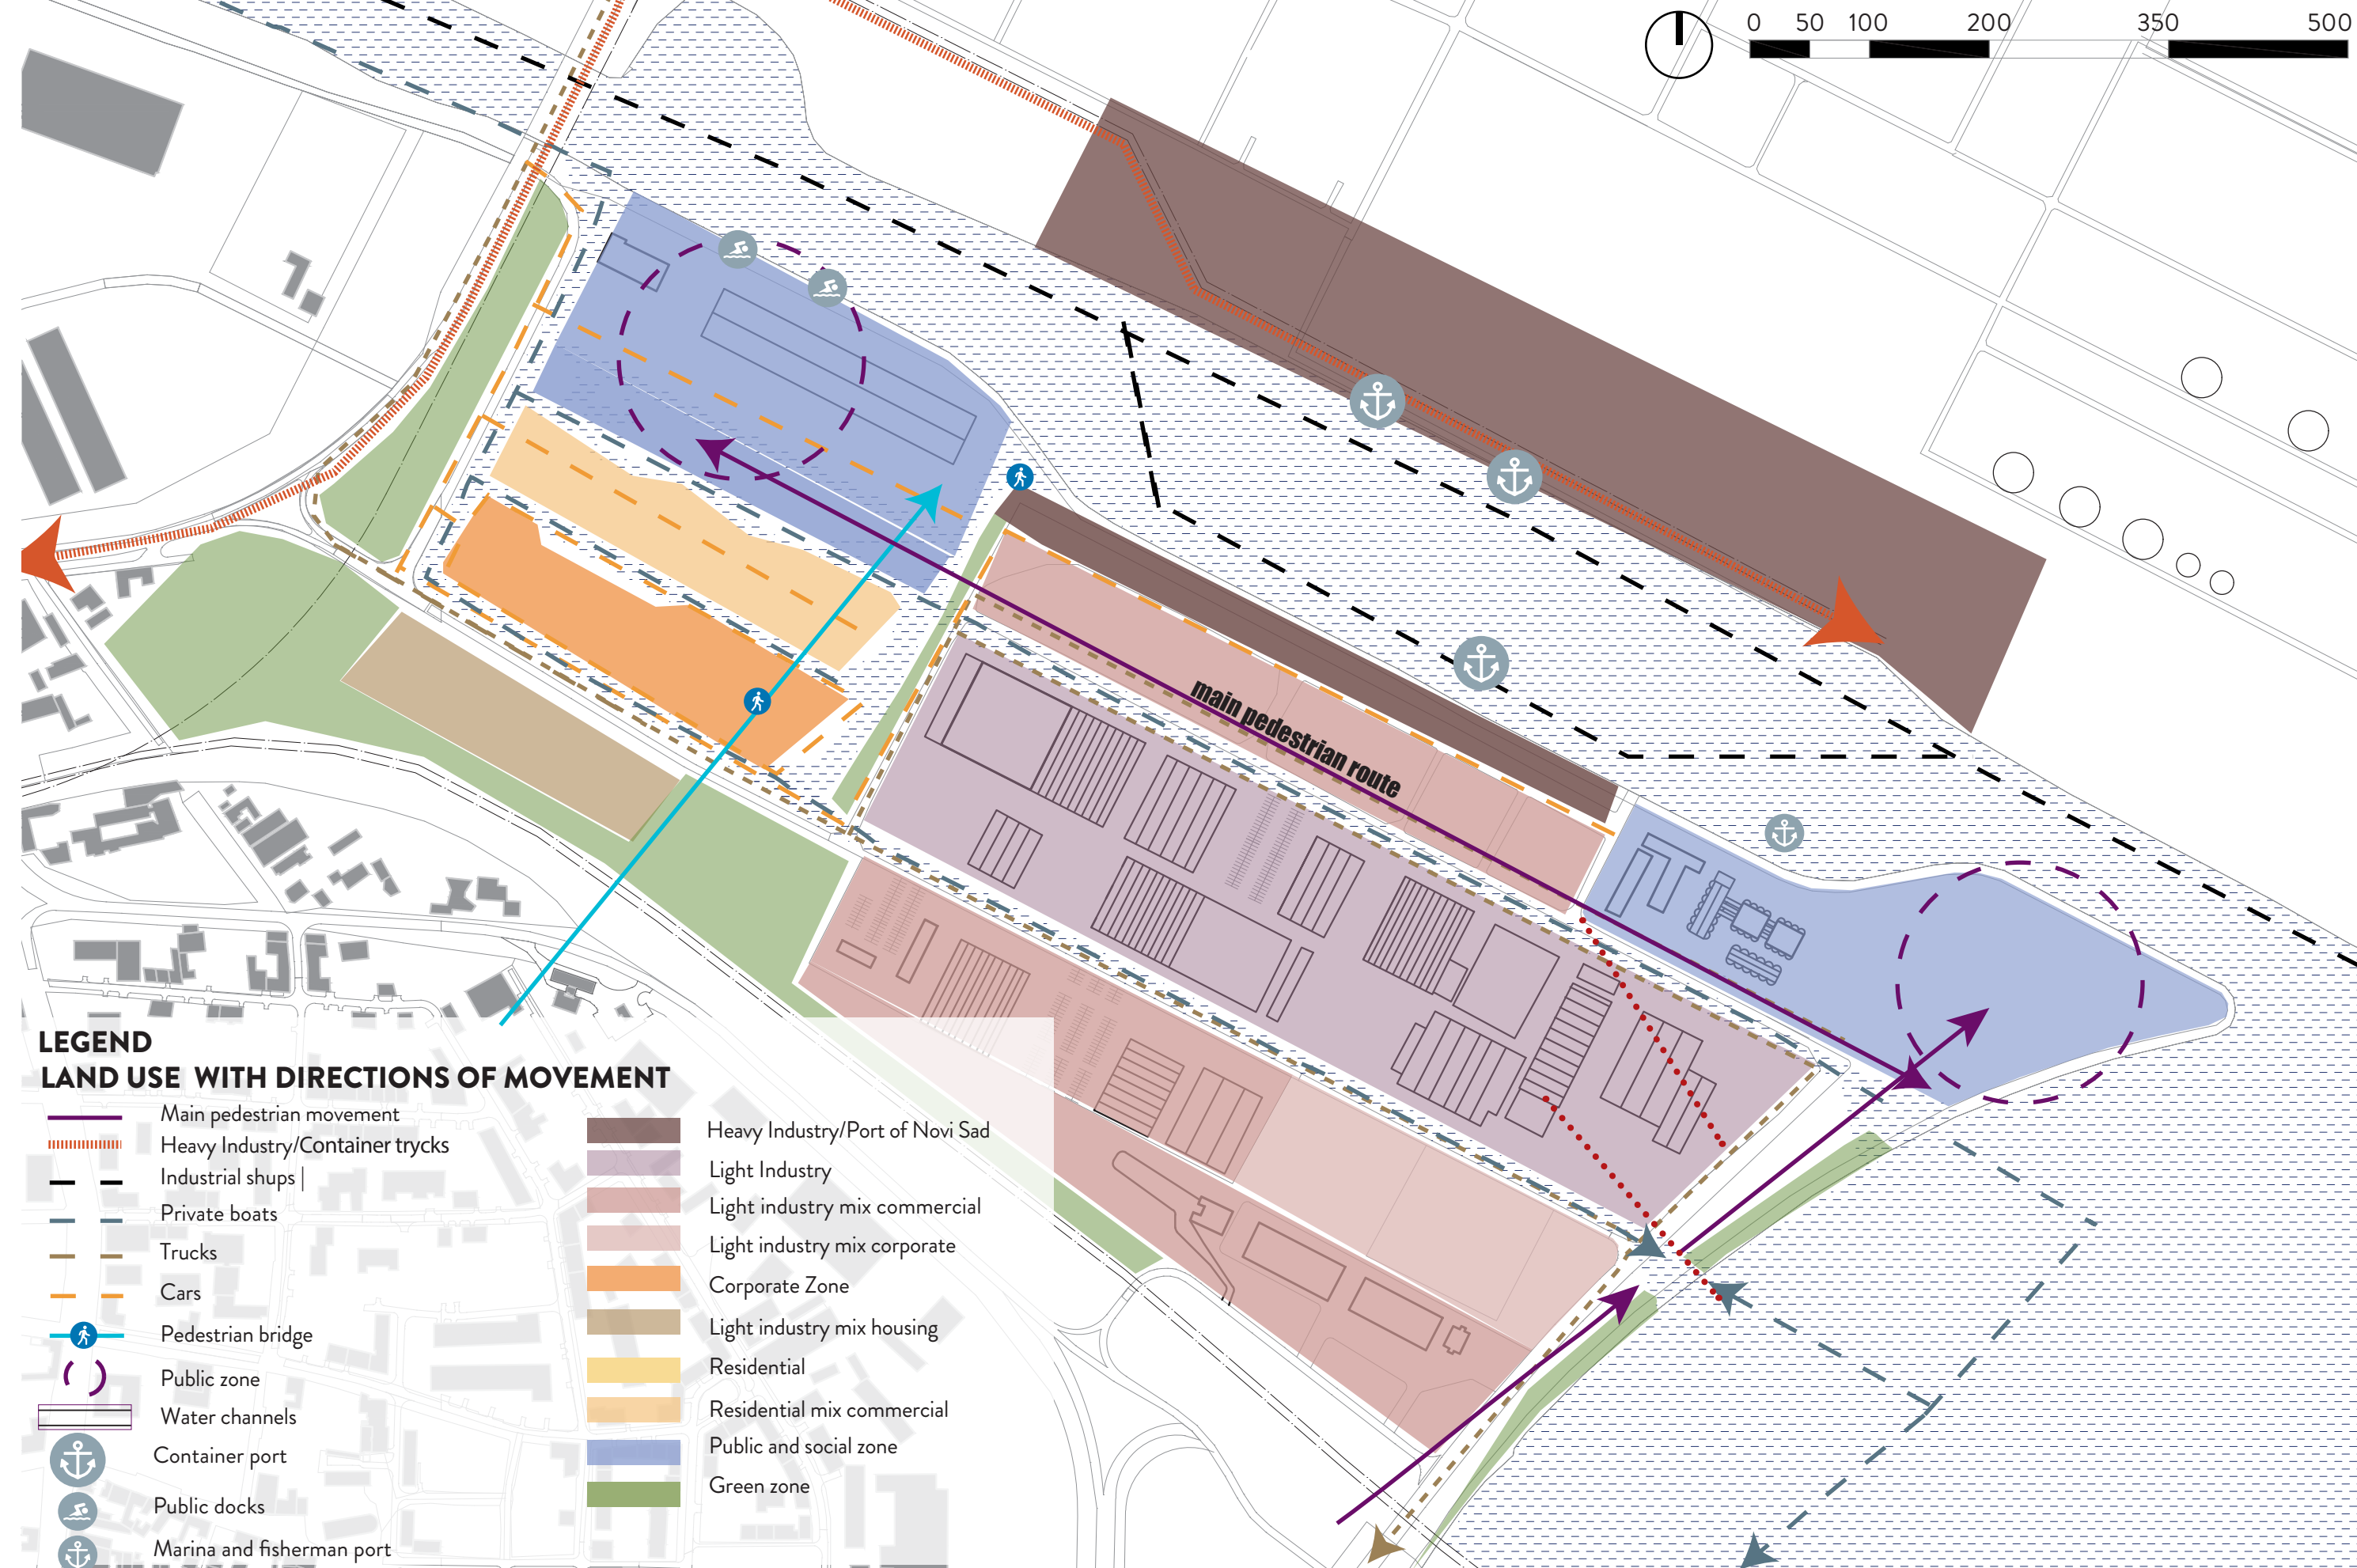 0 50 100 200 350 500
main pedestrian route
LEGEND
LAND USE WITH DIRECTIONS OF MOVEMENT
Main pedestrian movement
Heavy Industry/Container trycks
Industrial shups |
Private boats
Trucks
Cars
Pedestrian bridge
Public zone
Water channels
Container port
Public docks
Marina and fisherman port
Heavy Industry/Port of Novi Sad
Light Industry
Light industry mix commercial
Light industry mix corporate
Corporate Zone
Light industry mix housing
Residential
Residential mix commercial
Public and social zone
Green zone